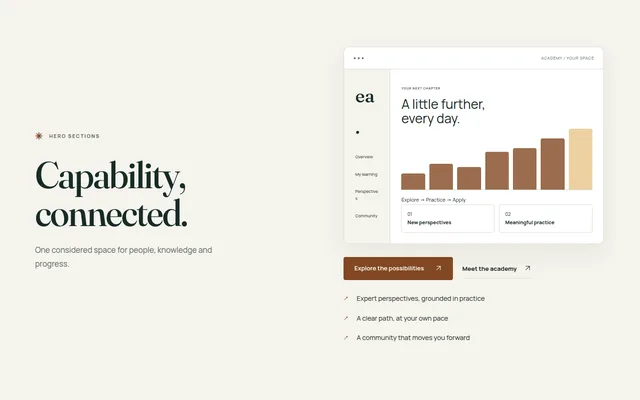 HERO SECTIONS
Capability,
connected.
One considered space for people, knowledge and
progress.
ACADEMY / YOUR SPACE
ea
.
Overview
My learning
Perspective
s
Community
YOUR NEXT CHAPTER
A little further,
every day.
Explore → Practice → Apply
01
New perspectives
02
Meaningful practice
Explore the possibilities ↗
Meet the academy ↗
↗ Expert perspectives, grounded in practice
↗ A clear path, at your own pace
↗ A community that moves you forward